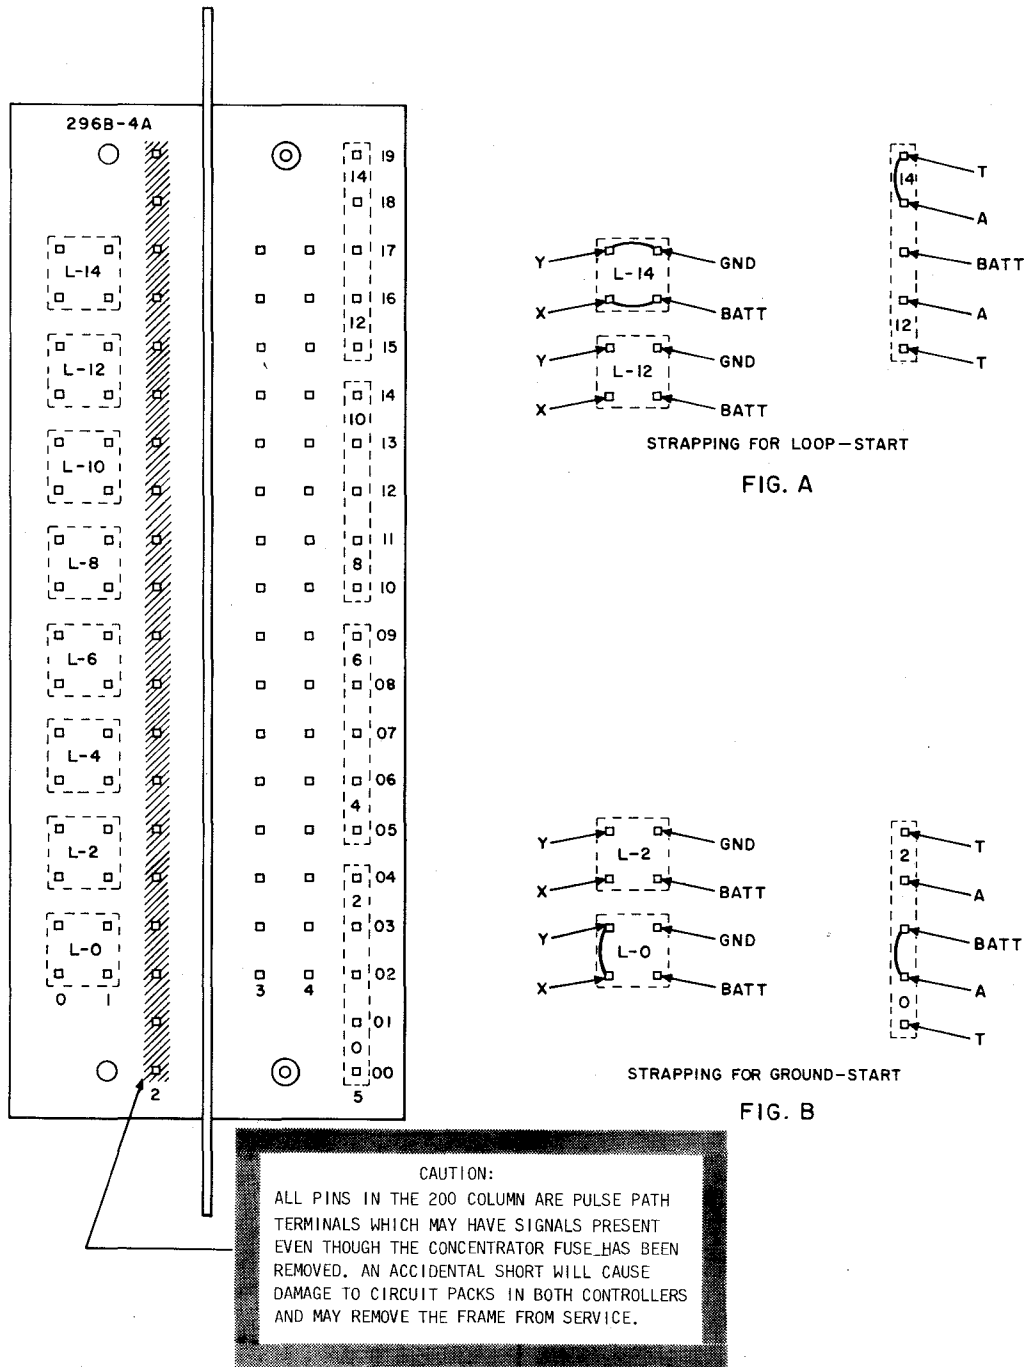 296B-4A
19
14
18
17
L-14
16
12
15
L-12
14
10
13
L-10
12
11
L-8
8
10
09
L-6
6
08
07
L-4
06
4
05
L-2
04
2
03
L-0
02
0 1
3 4
01
0
00
2
5
T
14
A
Y
GND
BATT
L-14
X
BATT
A
12
Y
GND
T
L-12
X
BATT
STRAPPING FOR LOOP-START
FIG. A
Y
GND
T
L-2
2
X
BATT
A
Y
GND
BATT
L-0
X
BATT
A
0
T
STRAPPING FOR GROUND-START
FIG. B
CAUTION:
ALL PINS IN THE 200 COLUMN ARE PULSE PATH
TERMINALS WHICH MAY HAVE SIGNALS PRESENT
EVEN THOUGH THE CONCENTRATOR FUSE HAS BEEN
REMOVED. AN ACCIDENTAL SHORT WILL CAUSE
DAMAGE TO CIRCUIT PACKS IN BOTH CONTROLLERS
AND MAY REMOVE THE FRAME FROM SERVICE.